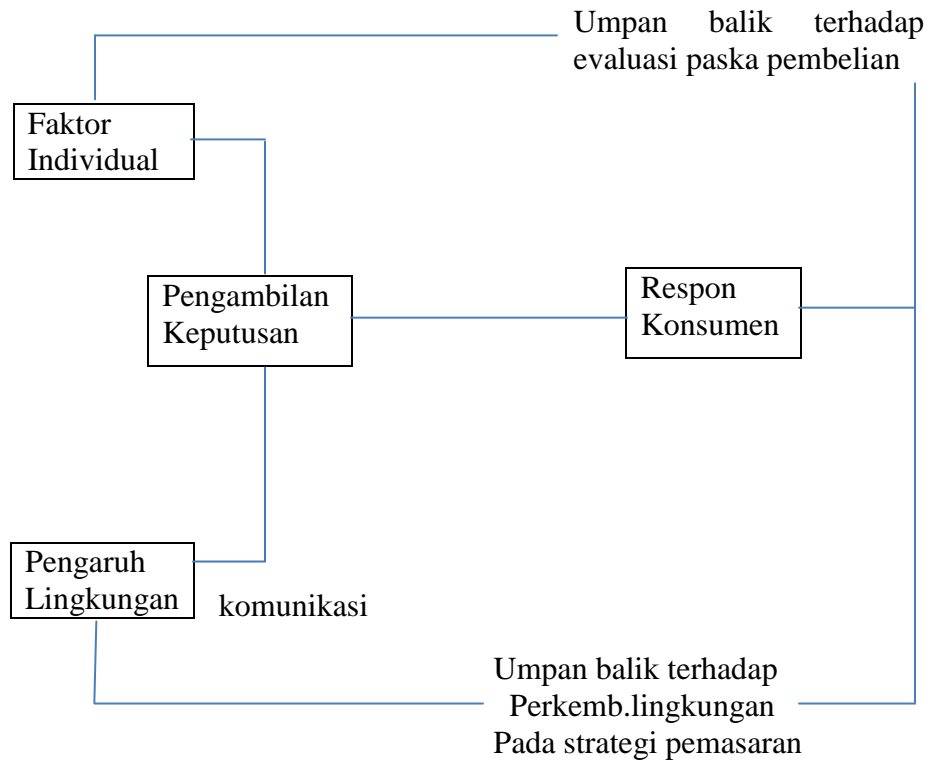 Umpan balik terhadap
evaluasi paska pembelian
Faktor
Individual
Pengambilan
Keputusan
Respon
Konsumen
Pengaruh
Lingkungan
komunikasi
Umpan balik terhadap
Perkemb.lingkungan
Pada strategi pemasaran